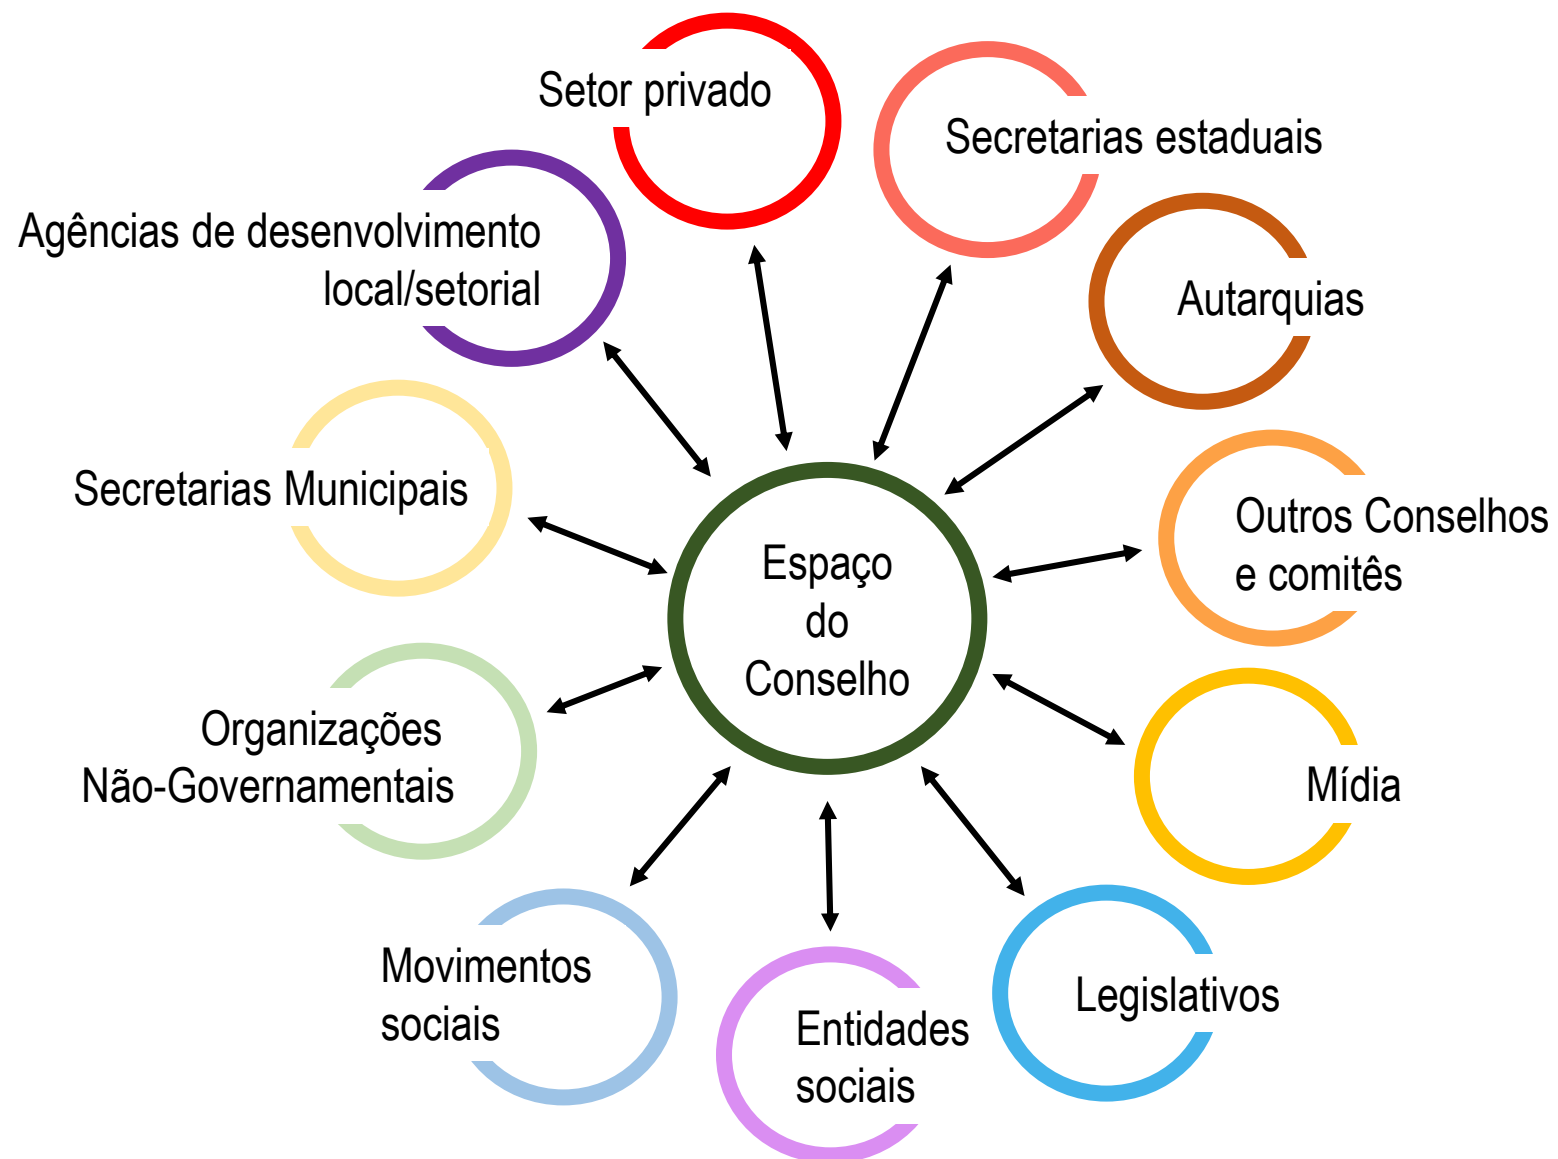 Setor privado
Secretarias estaduais
Agências de desenvolvimento
local/setorial
Autarquias
Secretarias Municipais
Outros Conselhos
e comitês
Espaço
do
Conselho
Organizações
Não-Governamentais
Mídia
Movimentos
sociais
Entidades
sociais
Legislativos